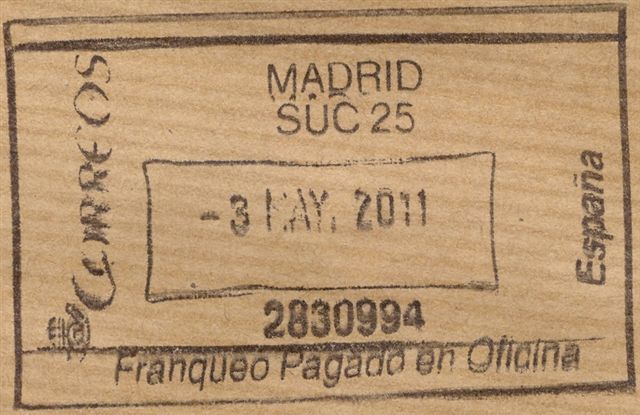 MADRID
SUC 25
CORREOS
- 3 MAY. 2011
España
2830994
Franqueo Pagado en Oficina